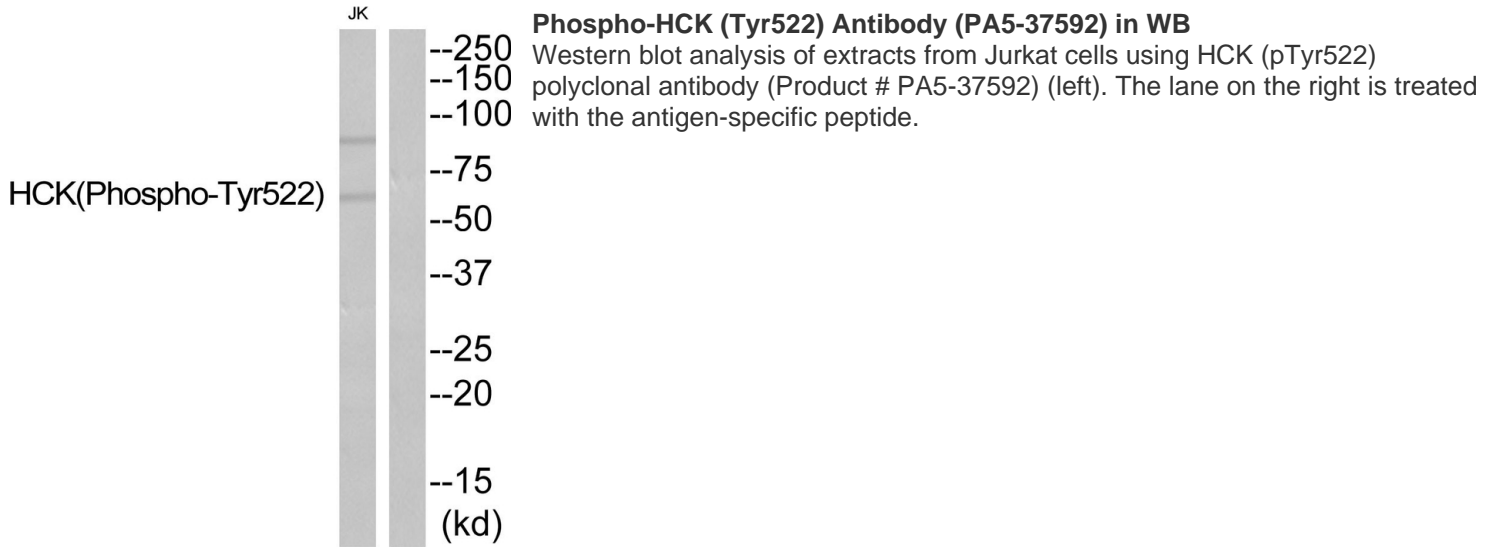 JK
HCK(Phospho-Tyr522)
--250
--150
--100
--75
--50
--37
--25
--20
--15
(kd)
Phospho-HCK (Tyr522) Antibody (PA5-37592) in WB
Western blot analysis of extracts from Jurkat cells using HCK (pTyr522)
polyclonal antibody (Product # PA5-37592) (left). The lane on the right is treated
with the antigen-specific peptide.